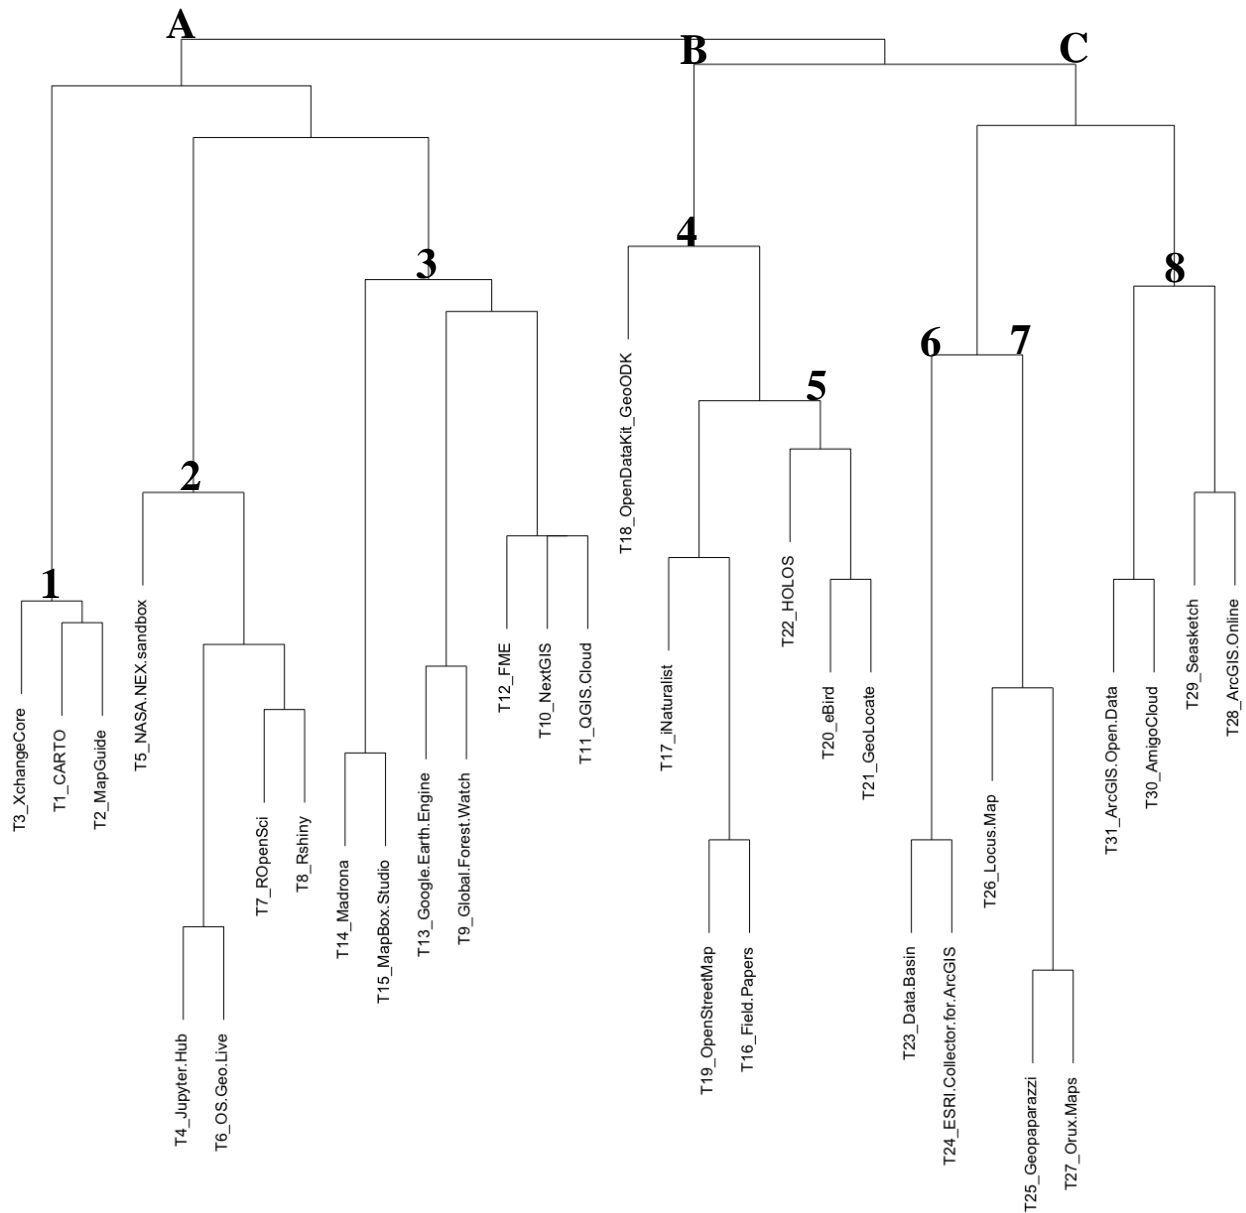 A
B
C
3
4
8
6
7
5
2
1
T3_XchangeCore
T1_CARTO
T2_MapGuide
T5_NASA.NEX.sandbox
T4_Jupyter.Hub
T6_OS.Geo.Live
T7_ROpenSci
T8_Rshiny
T14_Madrona
T15_MapBox.Studio
T13_Google.Earth.Engine
T9_Global.Forest.Watch
T12_FME
T10_NextGIS
T11_QGIS.Cloud
T18_OpenDataKit_GeoODK
T17_iNaturalist
T19_OpenStreetMap
T16_Field.Papers
T22_HOLOS
T20_eBird
T21_GeoLocate
T23_Data.Basin
T24_ESRI.Collector.for.ArcGIS
T26_Locus.Map
T25_Geopaparazzi
T27_Orux.Maps
T31_ArcGIS.Open.Data
T30_AmigoCloud
T29_Seasketch
T28_ArcGIS.Online